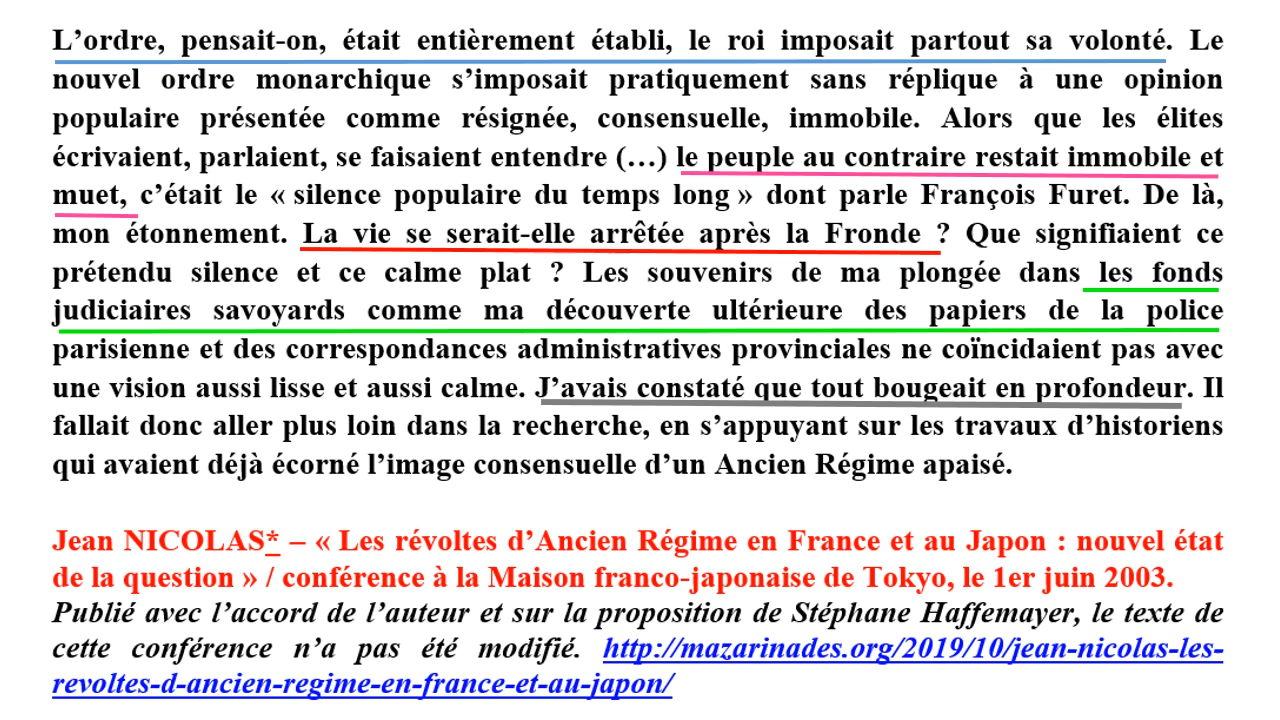 L’ordre, pensait-on, était entièrement établi, le roi imposait partout sa volonté. Le
nouvel ordre monarchique s’imposait pratiquement sans réplique à une opinion
populaire présentée comme résignée, consensuelle, immobile. Alors que les élites
écrivaient, parlaient, se faisaient entendre (…) le peuple au contraire restait immobile et
muet, c’était le « silence populaire du temps long » dont parle François Furet. De là,
mon étonnement. La vie se serait-elle arrêtée après la Fronde ? Que signifiaient ce
prétendu silence et ce calme plat ? Les souvenirs de ma plongée dans les fonds
judiciaires savoyards comme ma découverte ultérieure des papiers de la police
parisienne et des correspondances administratives provinciales ne coïncidaient pas avec
une vision aussi lisse et aussi calme. J’avais constaté que tout bougeait en profondeur. Il
fallait donc aller plus loin dans la recherche, en s’appuyant sur les travaux d’historiens
qui avaient déjà écorné l’image consensuelle d’un Ancien Régime apaisé.
Jean NICOLAS* – « Les révoltes d’Ancien Régime en France et au Japon : nouvel état
de la question » / conférence à la Maison franco-japonaise de Tokyo, le 1er juin 2003.
Publié avec l’accord de l’auteur et sur la proposition de Stéphane Haffemayer, le texte de
cette conférence n’a pas été modifié. http://mazarinades.org/2019/10/jean-nicolas-les-
revoltes-d-ancien-regime-en-france-et-au-japon/